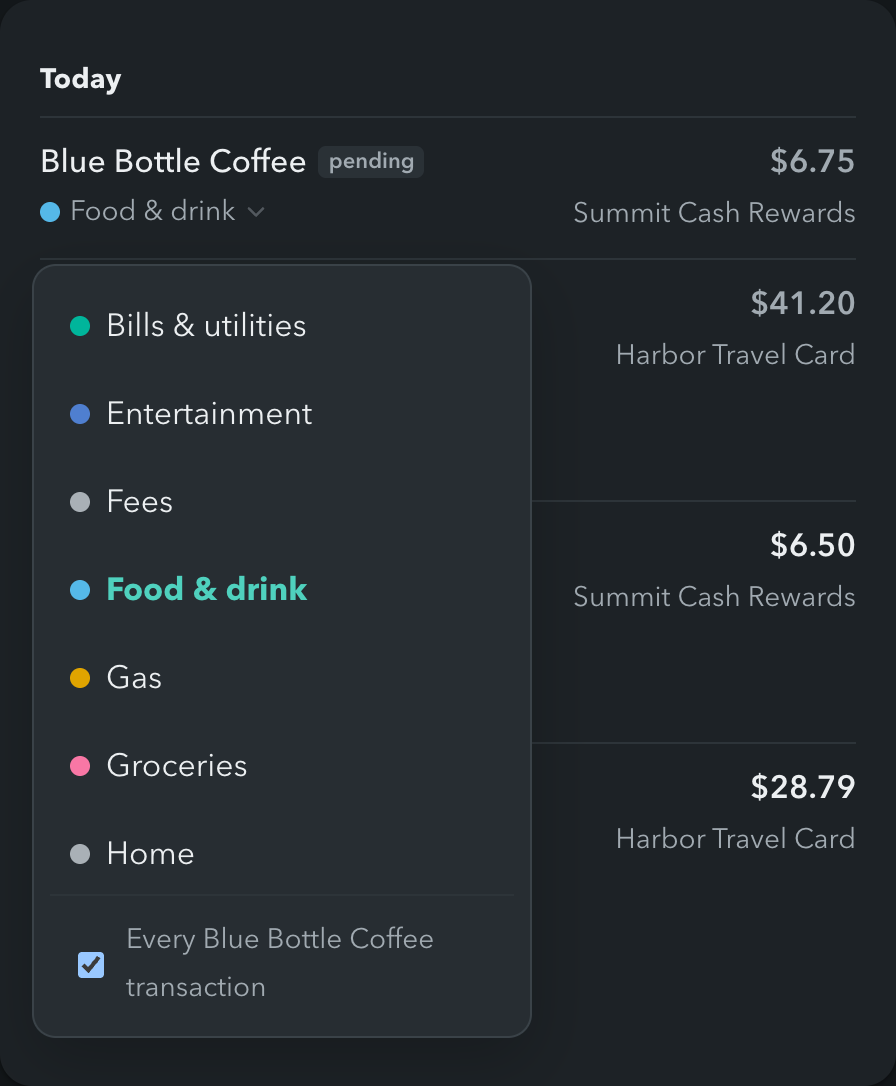 Today
Blue Bottle Coffee pending $6.75
Food & drink Summit Cash Rewards
$41.20
Harbor Travel Card
$6.50
Summit Cash Rewards
$28.79
Harbor Travel Card
Bills & utilities
Entertainment
Fees
Food & drink
Gas
Groceries
Home
Every Blue Bottle Coffee
transaction